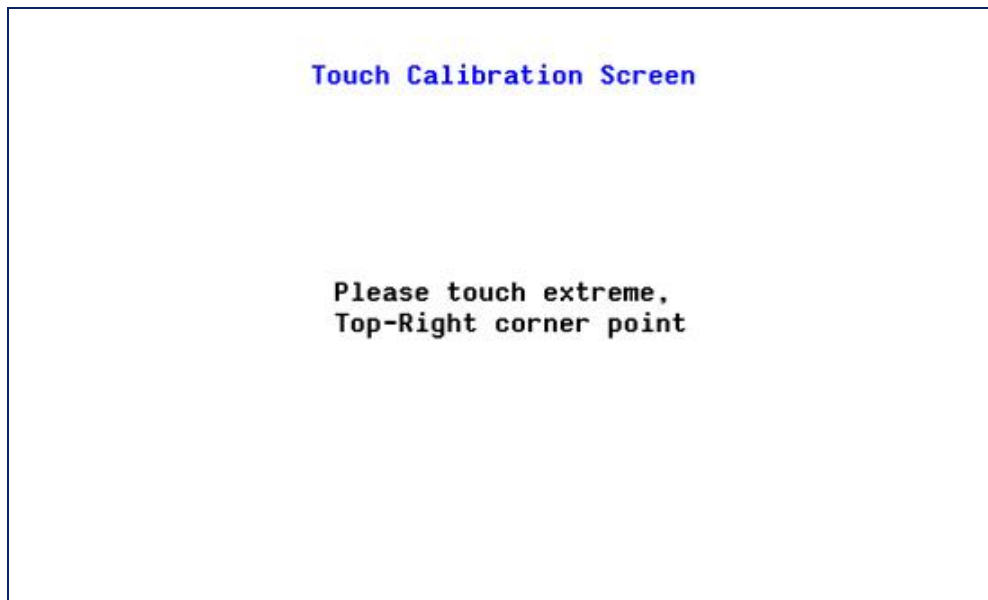 Touch Calibration Screen
Please touch extreme,
Top-Right corner point